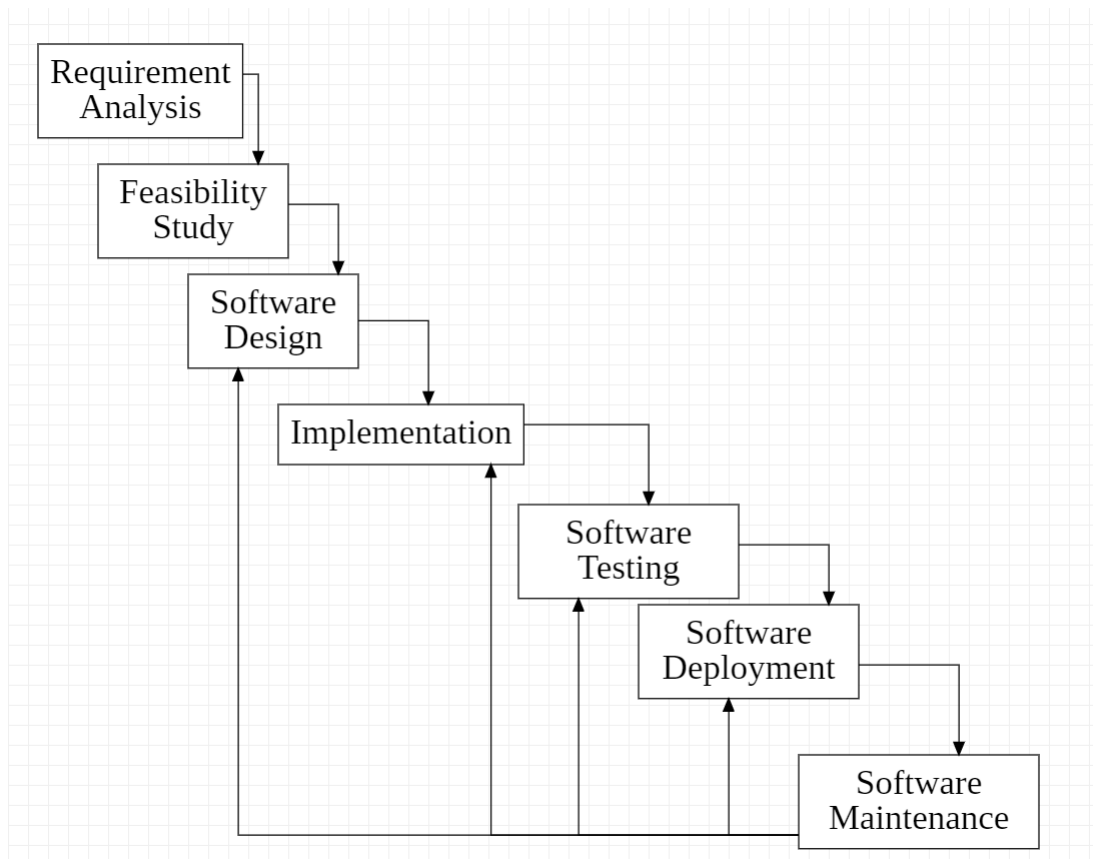 Requirement
Analysis
Feasibility
Study
Software
Design
Implementation
Software
Testing
Software
Deployment
Software
Maintenance